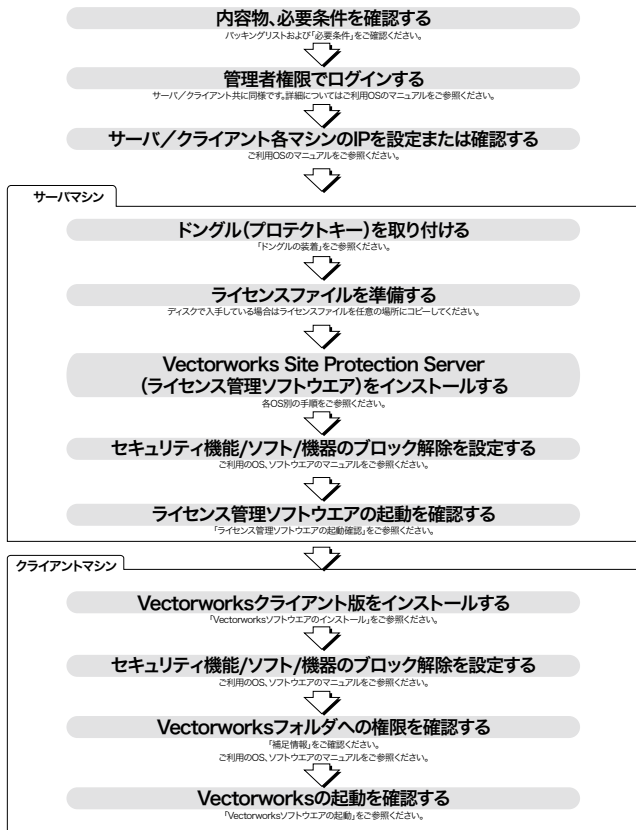 内容物、必要条件を確認する
パッキングリストおよび「必要条件」をご確認ください。
管理者権限でログインする
サーバ／クライアント共に同様です。詳細についてはご利用OSのマニュアルをご参照ください。
サーバ／クライアント各マシンのIPを設定または確認する
ご利用OSのマニュアルをご参照ください。
サーバマシン
ドングル(プロテクトキー)を取り付ける
「ドングルの装着」をご参照ください。
ライセンスファイルを準備する
ディスクで入手している場合はライセンスファイルを任意の場所にコピーしてください。
Vectorworks Site Protection Server
(ライセンス管理ソフトウエア)をインストールする
各OS別の手順をご参照ください。
セキュリティ機能/ソフト/機器のブロック解除を設定する
ご利用のOS、ソフトウエアのマニュアルをご参照ください。
ライセンス管理ソフトウエアの起動を確認する
「ライセンス管理ソフトウエアの起動確認」をご参照ください。
クライアントマシン
Vectorworksクライアント版をインストールする
「Vectorworksソフトウエアのインストール」をご参照ください。
セキュリティ機能/ソフト/機器のブロック解除を設定する
ご利用のOS、ソフトウエアのマニュアルをご参照ください。
Vectorworksフォルダへの権限を確認する
「補足情報」をご確認ください。
ご利用のOS、ソフトウエアのマニュアルをご参照ください。
Vectorworksの起動を確認する
「Vectorworksソフトウエアの起動」をご参照ください。